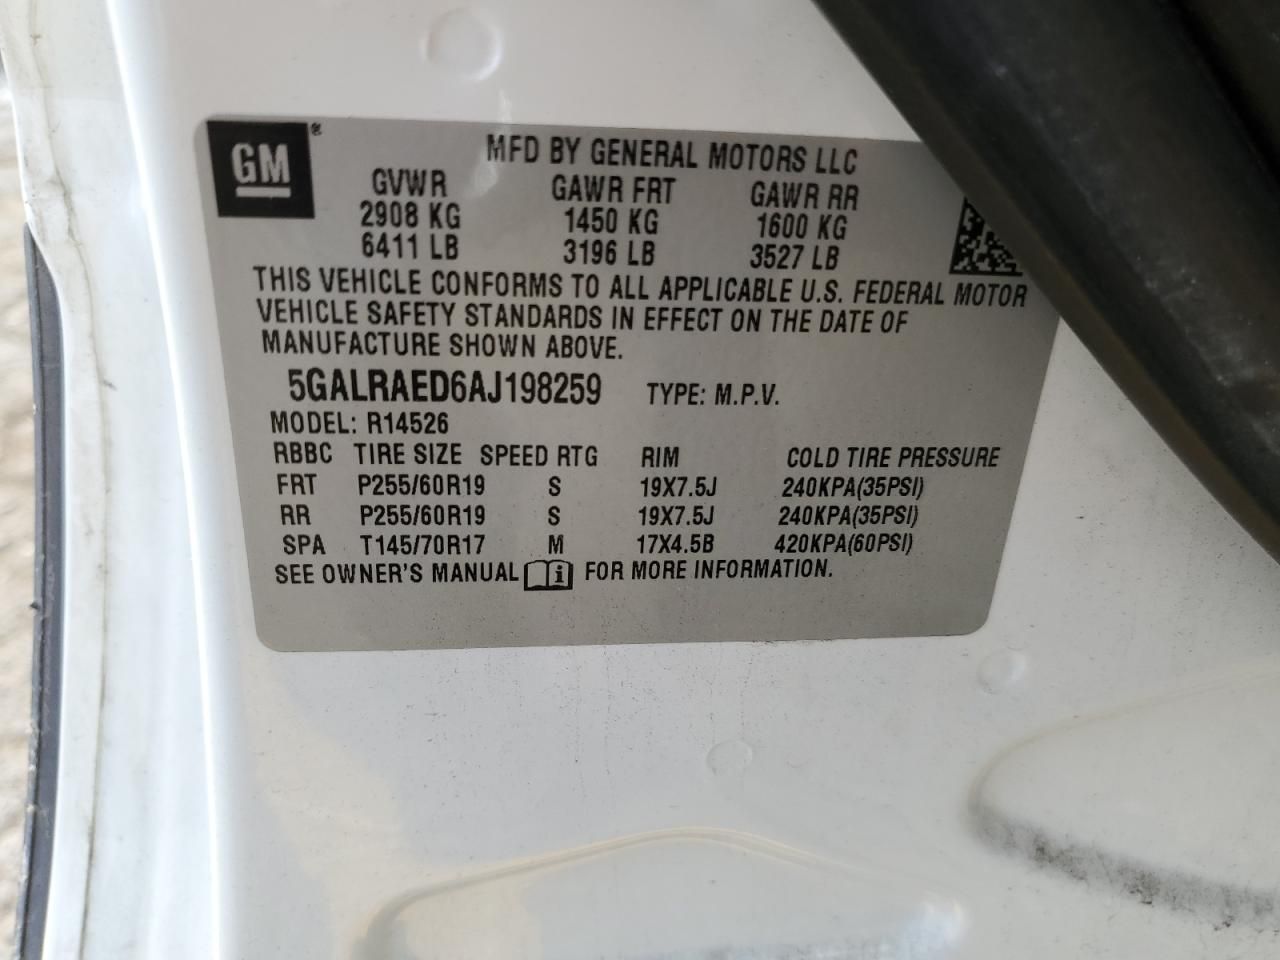 GM ®
MFD BY GENERAL MOTORS LLC
GVWR GAWR FRT GAWR RR
2908 KG 1450 KG 1600 KG
6411 LB 3196 LB 3527 LB
THIS VEHICLE CONFORMS TO ALL APPLICABLE U.S. FEDERAL MOTOR
VEHICLE SAFETY STANDARDS IN EFFECT ON THE DATE OF
MANUFACTURE SHOWN ABOVE.
5GALRAED6AJ198259 TYPE: M.P.V.
MODEL: R14526
RBBC TIRE SIZE SPEED RTG RIM COLD TIRE PRESSURE
FRT P255/60R19 S 19X7.5J 240KPA(35PSI)
RR P255/60R19 S 19X7.5J 240KPA(35PSI)
SPA T145/70R17 M 17X4.5B 420KPA(60PSI)
SEE OWNER'S MANUAL i FOR MORE INFORMATION.